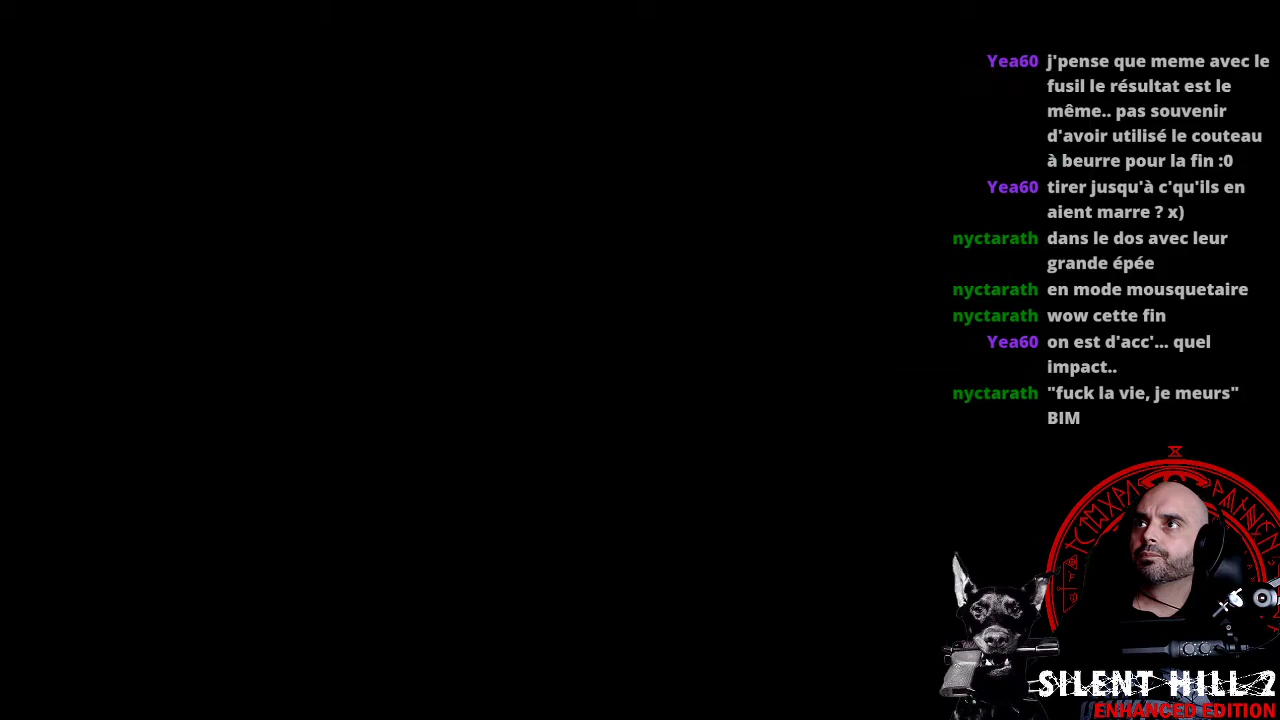 Yea60 j'pense que meme avec le
fusil le résultat est le
même.. pas souvenir
d'avoir utilisé le couteau
à beurre pour la fin :0
Yea60 tirer jusqu'à c'qu'ils en
aient marre ? x)
nyctarath dans le dos avec leur
grande épée
nyctarath en mode mousquetaire
nyctarath wow cette fin
Yea60 on est d'acc'... quel
impact..
nyctarath "fuck la vie, je meurs"
BIM
SILENT HILL 2
ENHANCED EDITION